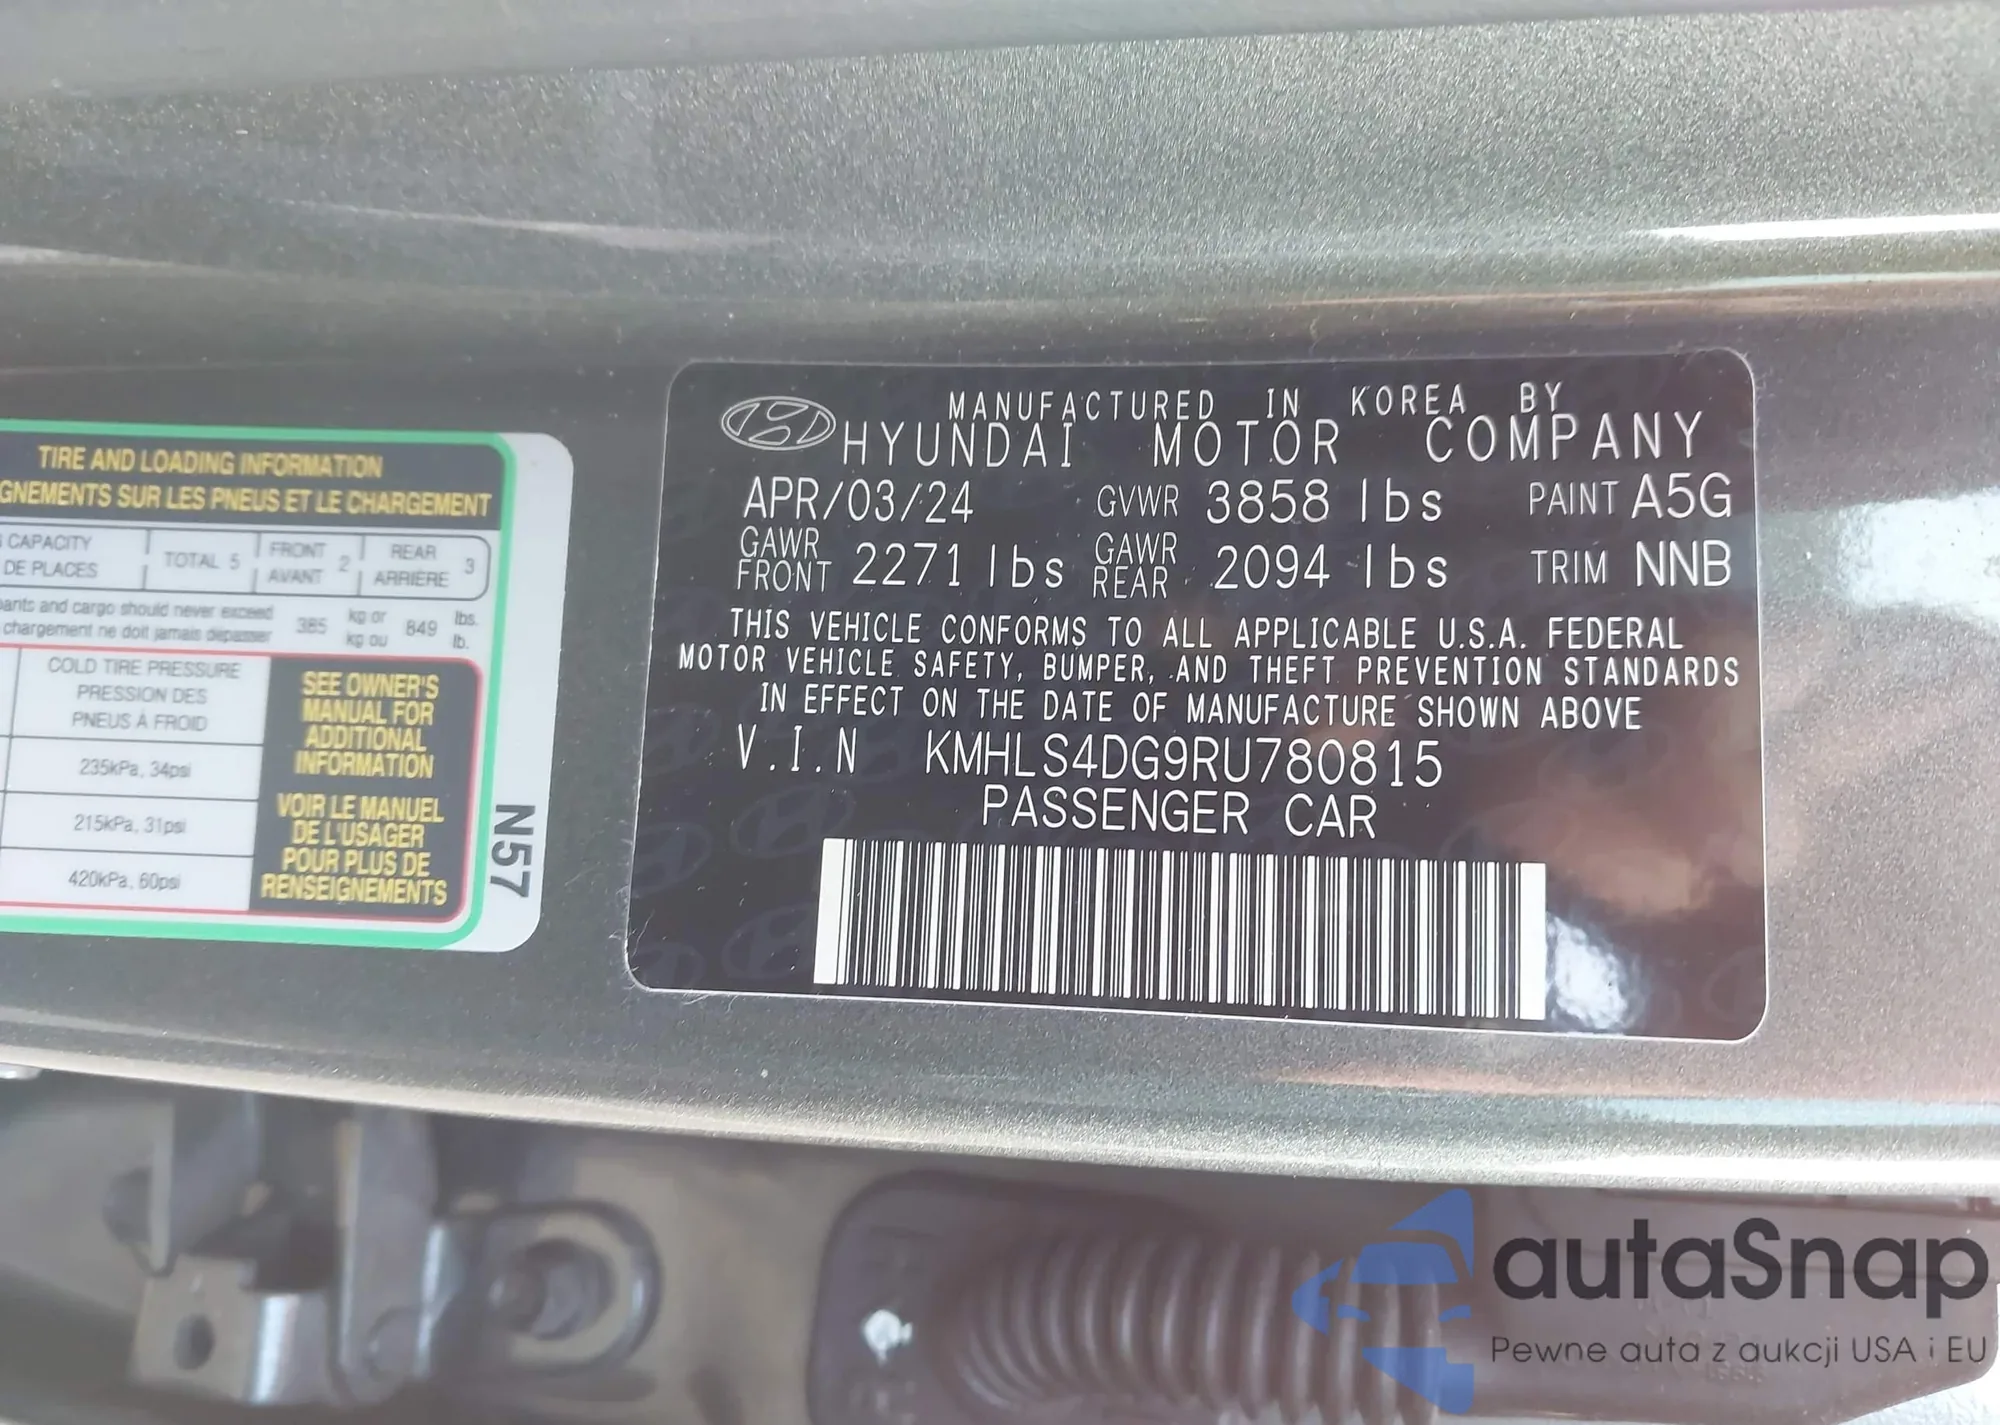 TIRE AND LOADING INFORMATION
GNEMENTS SUR LES PNEUS ET LE CHARGEMENT
CAPACITY
DE PLACES
TOTAL 5
FRONT
AVANT
2
REAR
ARRIÈRE
3
ants and cargo should never exceed
chargement ne doit jamais dépasser
385
kg or
kg ou
849
lbs.
lb.
COLD TIRE PRESSURE
PRESSION DES
PNEUS À FROID
235kPa, 34psi
215kPa, 31psi
420kPa, 60psi
SEE OWNER'S
MANUAL FOR
ADDITIONAL
INFORMATION
VOIR LE MANUEL
DE L'USAGER
POUR PLUS DE
RENSEIGNEMENTS
N57
MANUFACTURED IN KOREA BY
HYUNDAI MOTOR COMPANY
APR/03/24 GVWR 3858 lbs PAINT A5G
GAWR FRONT 2271 lbs GAWR REAR 2094 lbs TRIM NNB
THIS VEHICLE CONFORMS TO ALL APPLICABLE U.S.A. FEDERAL
MOTOR VEHICLE SAFETY, BUMPER, AND THEFT PREVENTION STANDARDS
IN EFFECT ON THE DATE OF MANUFACTURE SHOWN ABOVE
V.I.N KMHLS4DG9RU780815
PASSENGER CAR
autaSnap
Pewne auta z aukcji USA i EU